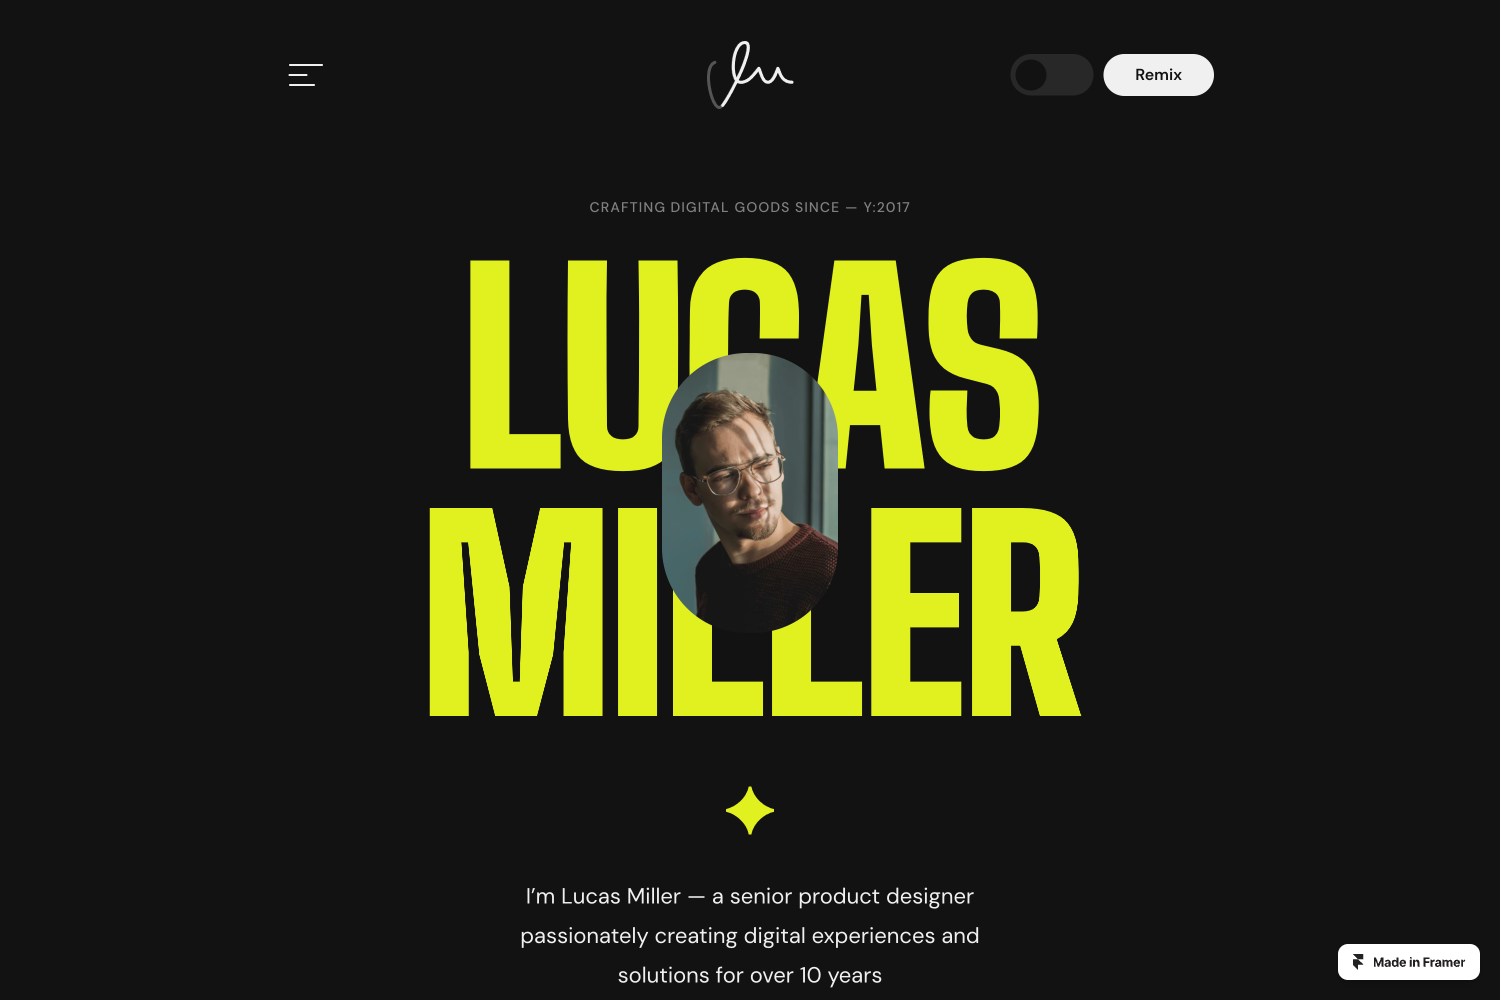 Remix
CRAFTING DIGITAL GOODS SINCE — Y:2017
LUCAS
MILLER
I’m Lucas Miller — a senior product designer
passionately creating digital experiences and
solutions for over 10 years
Made in Framer